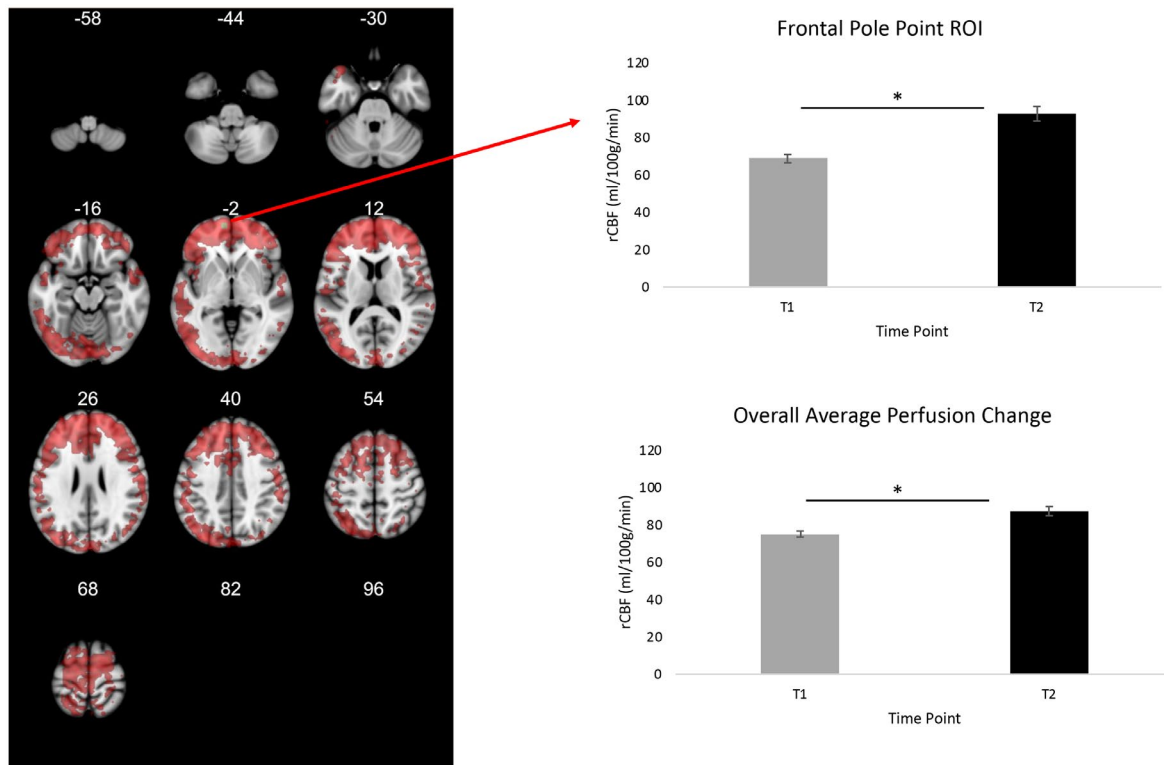 -58 -44 -30
-16 -2 12
26 40 54
68 82 96
Frontal Pole Point ROI
rCBF (ml/100g/min)
120
100
80
60
40
20
0
*
T1 T2
Time Point
Overall Average Perfusion Change
rCBF (ml/100g/min)
120
100
80
60
40
20
0
*
T1 T2
Time Point